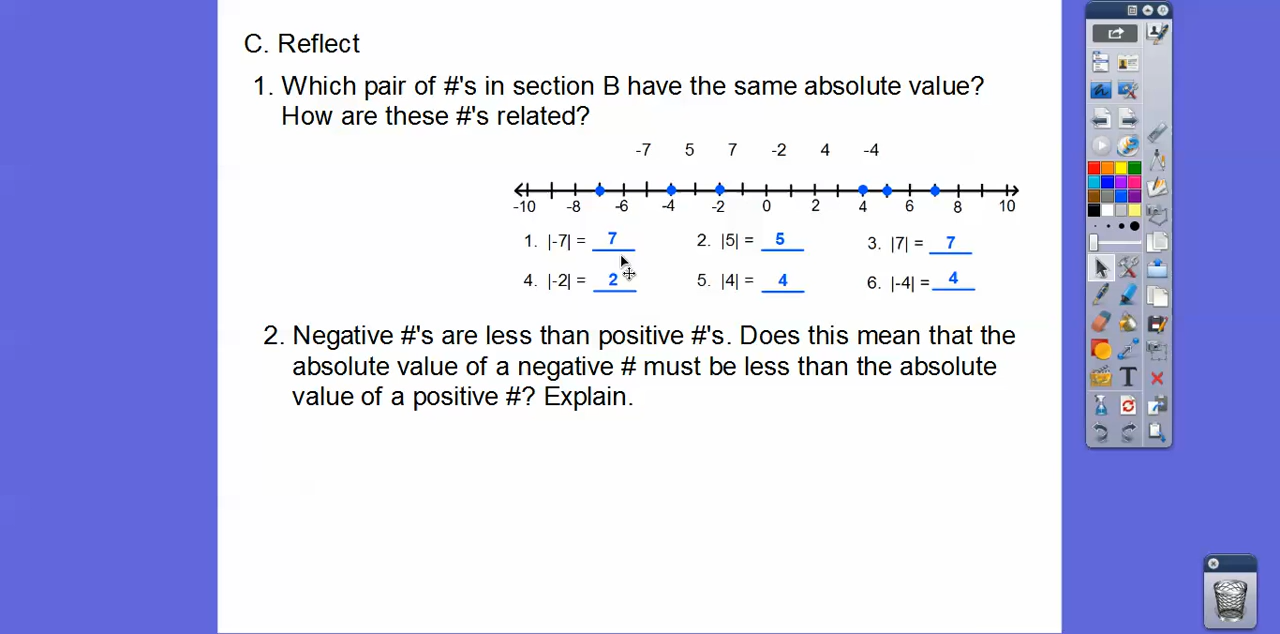 C. Reflect
1. Which pair of #'s in section B have the same absolute value?
How are these #'s related?
-7 5 7 -2 4 -4
-10 -8 -6 -4 -2 0 2 4 6 8 10
1. |-7| = 7 2. |5| = 5 3. |7| = 7
4. |-2| = 2 5. |4| = 4 6. |-4| = 4
2. Negative #'s are less than positive #'s. Does this mean that the
absolute value of a negative # must be less than the absolute
value of a positive #? Explain.
T